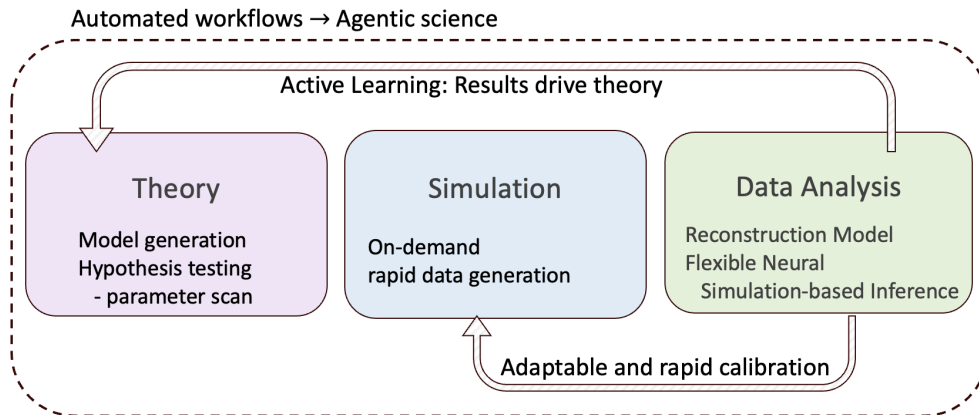 Automated workflows → Agentic science
Active Learning: Results drive theory
Theory
Model generation
Hypothesis testing
- parameter scan
Simulation
On-demand
rapid data generation
Data Analysis
Reconstruction Model
Flexible Neural
Simulation-based Inference
Adaptable and rapid calibration